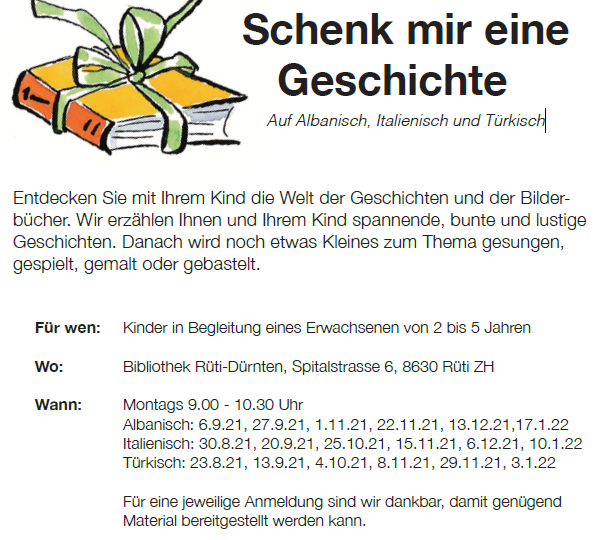 Schenk mir eine
Geschichte
Auf Albanisch, Italienisch und Türkisch
Entdecken Sie mit Ihrem Kind die Welt der Geschichten und der Bilder-
bücher. Wir erzählen Ihnen und Ihrem Kind spannende, bunte und lustige
Geschichten. Danach wird noch etwas Kleines zum Thema gesungen,
gespielt, gemalt oder gebastelt.
Für wen: Kinder in Begleitung eines Erwachsenen von 2 bis 5 Jahren
Wo: Bibliothek Rüti-Dürnten, Spitalstrasse 6, 8630 Rüti ZH
Wann: Montags 9.00 - 10.30 Uhr
Albanisch: 6.9.21, 27.9.21, 1.11.21, 22.11.21, 13.12.21,17.1.22
Italienisch: 30.8.21, 20.9.21, 25.10.21, 15.11.21, 6.12.21, 10.1.22
Türkisch: 23.8.21, 13.9.21, 4.10.21, 8.11.21, 29.11.21, 3.1.22
Für eine jeweilige Anmeldung sind wir dankbar, damit genügend
Material bereitgestellt werden kann.